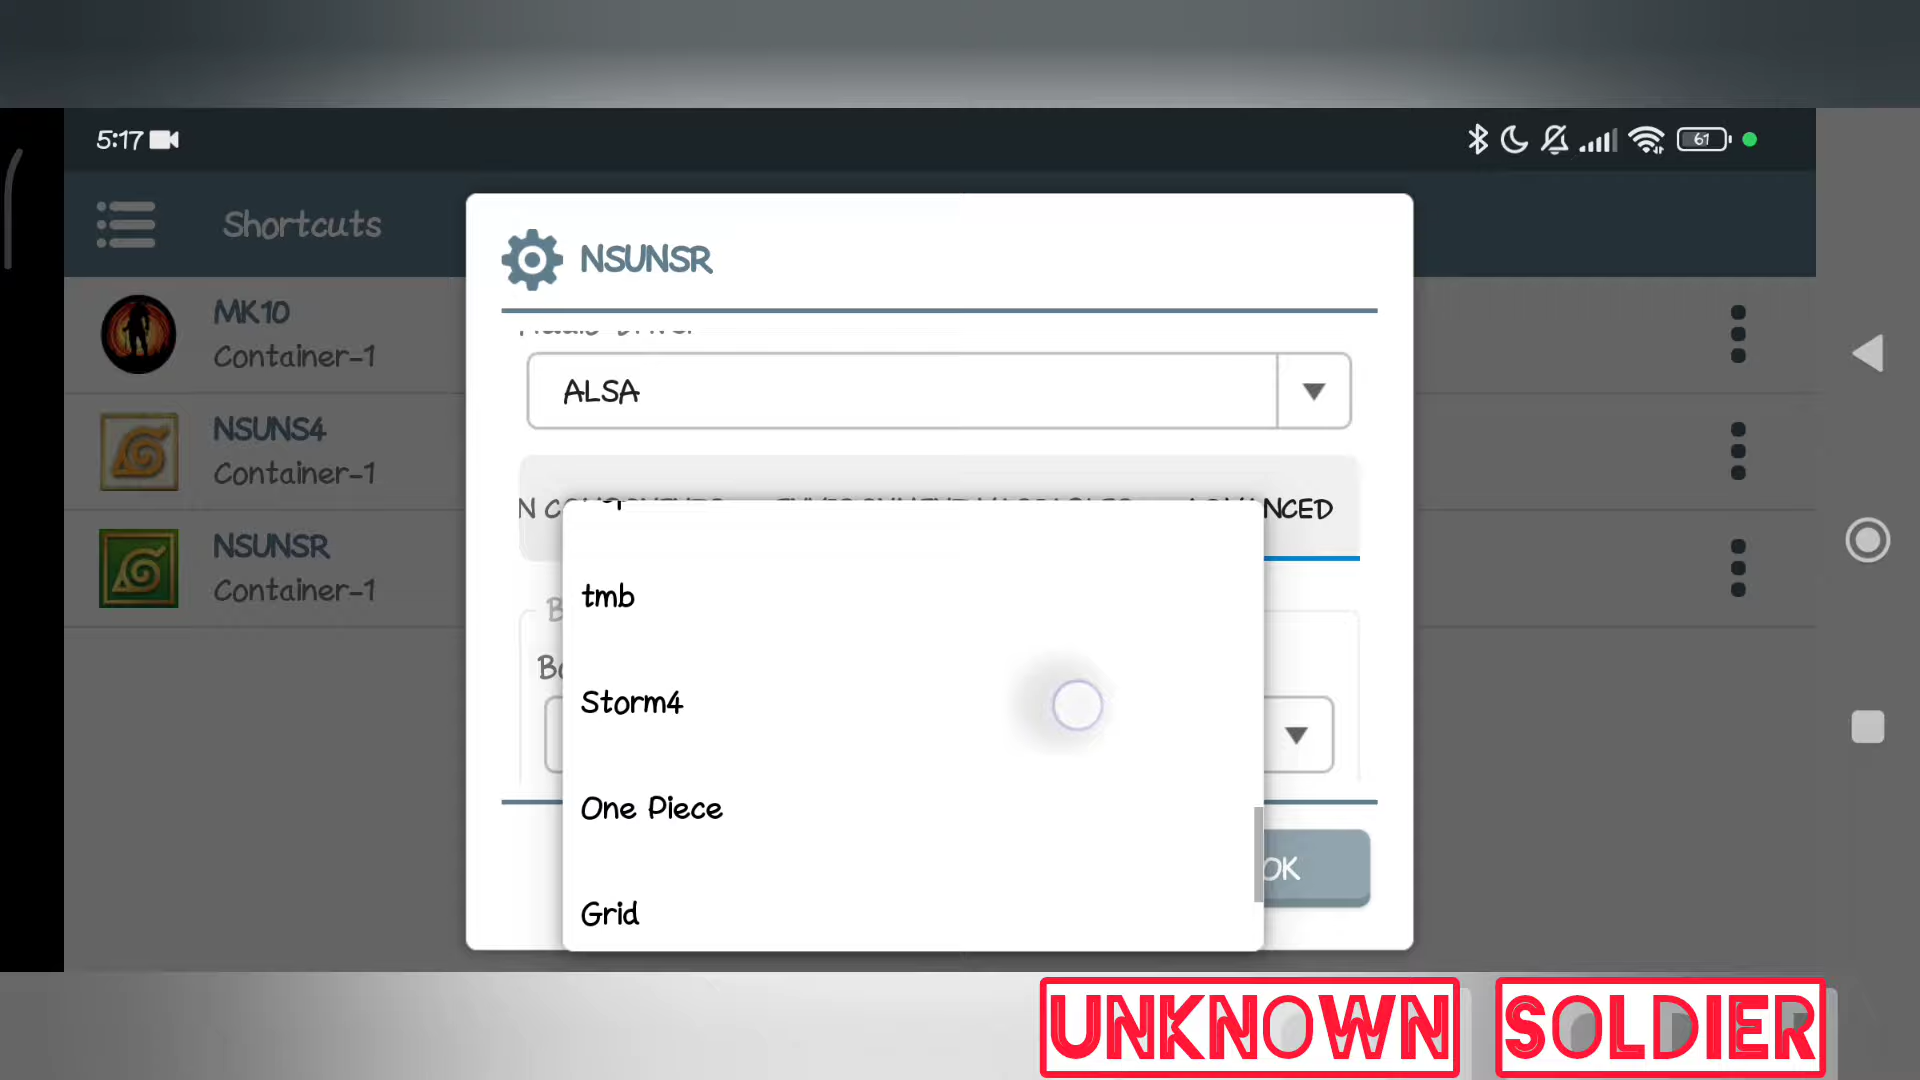 5:17
61
Shortcuts
NSUNSR
MK10
Container-1
ALSA
NSUNS4
Container-1
NCED
NSUNSR
Container-1
tmb
Storm4
One Piece
OK
Grid
UNKNOWN SOLDIER